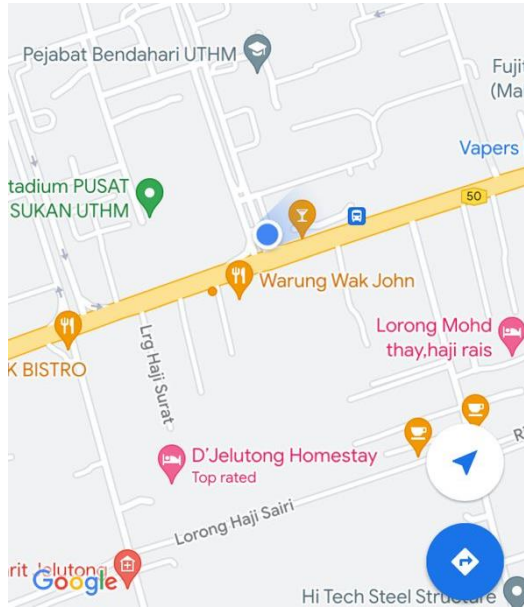 Pejabat Bendahari UTHM
Fujit
(Ma
Vapers
tadium PUSAT
SUKAN UTHM
50
Warung Wak John
Lorong Mohd
thay,haji rais
K BISTRO
Lrg Haji Surat
D'Jelutong Homestay
Top rated
Lorong Haji Sairi
arit Jelutong
Google
Hi Tech Steel Structure